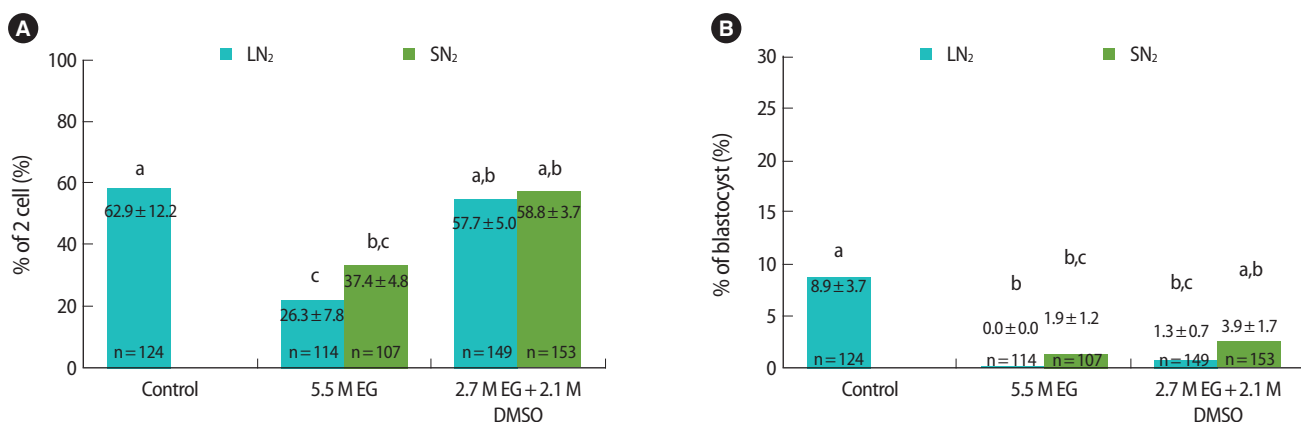 A
LN₂ SN₂
% of 2 cell (%)
100
80
60
40
20
0
a
62.9±12.2
n=124
c
26.3±7.8
n=114
b,c
37.4±4.8
n=107
a,b
57.7±5.0
n=149
a,b
58.8±3.7
n=153
Control 5.5 M EG 2.7 M EG+2.1 M
DMSO
B
LN₂ SN₂
% of blastocyst (%)
30
25
20
15
10
5
0
a
8.9±3.7
n=124
b
0.0±0.0
n=114
b,c
1.9±1.2
n=107
b,c
1.3±0.7
n=149
a,b
3.9±1.7
n=153
Control 5.5 M EG 2.7 M EG+2.1 M
DMSO